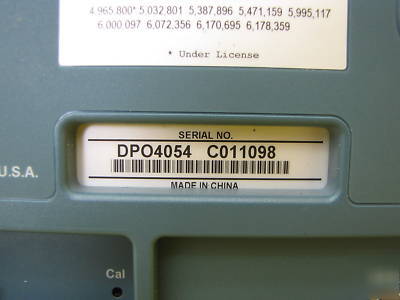 4,965,800* 5,032,801 5,387,896 5,471,159 5,995,117
6,000,097 6,072,356 6,170,695 6,178,359
* Under License
SERIAL NO.
DPO4054 C011098
MADE IN CHINA
U.S.A.
Cal